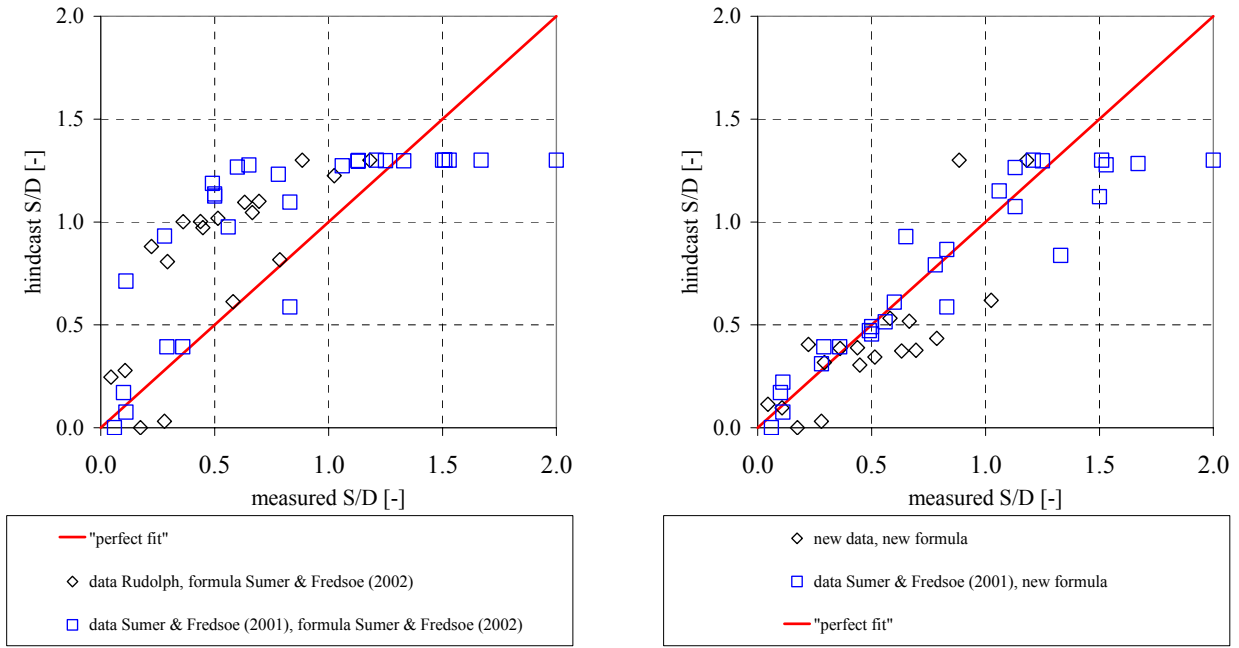 2.0
1.5
1.0
0.5
0.0
hindcast S/D [-]
0.0 0.5 1.0 1.5 2.0
measured S/D [-]
"perfect fit"
data Rudolph, formula Sumer & Fredsoe (2002)
data Sumer & Fredsoe (2001), formula Sumer & Fredsoe (2002)
2.0
1.5
1.0
0.5
0.0
hindcast S/D [-]
0.0 0.5 1.0 1.5 2.0
measured S/D [-]
new data, new formula
data Sumer & Fredsoe (2001), new formula
"perfect fit"